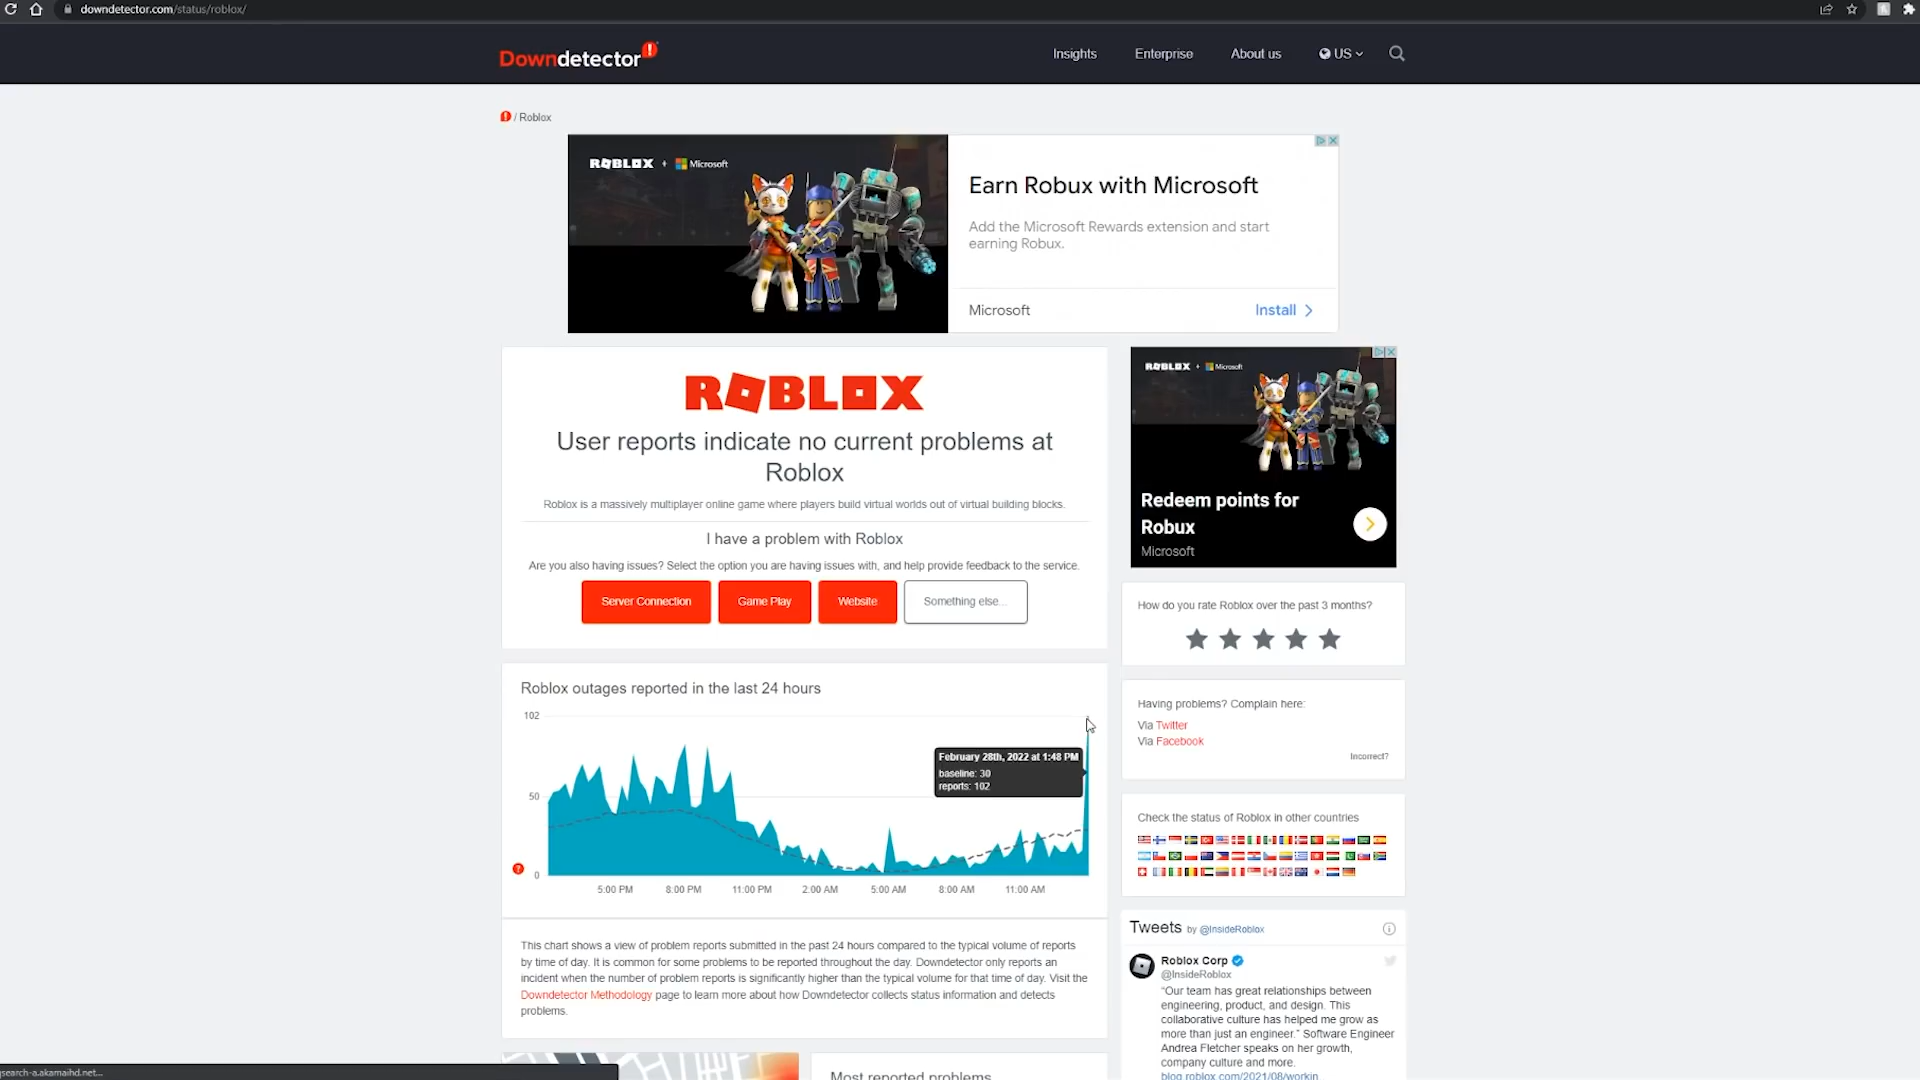 downdetector.com/status/roblox/
Downdetector
Insights
Enterprise
About us
US
/ Roblox
ROBLOX + Microsoft
Earn Robux with Microsoft
Add the Microsoft Rewards extension and start
earning Robux.
Microsoft
Install
ROBLOX
User reports indicate no current problems at
Roblox
Roblox is a massively multiplayer online game where players build virtual worlds out of virtual building blocks.
I have a problem with Roblox
Are you also having issues? Select the option you are having issues with, and help provide feedback to the service.
Server Connection
Game Play
Website
Something else...
ROBLOX + Microsoft
Redeem points for
Robux
Microsoft
How do you rate Roblox over the past 3 months?
Having problems? Complain here:
Via Twitter
Via Facebook
Incorrect?
Roblox outages reported in the last 24 hours
102
50
0
February 28th, 2022 at 1:48 PM
baseline: 30
reports: 102
5:00 PM
8:00 PM
11:00 PM
2:00 AM
5:00 AM
8:00 AM
11:00 AM
This chart shows a view of problem reports submitted in the past 24 hours compared to the typical volume of reports
by time of day. It is common for some problems to be reported throughout the day. Downdetector only reports an
incident when the number of problem reports is significantly higher than the typical volume for that time of day. Visit the
Downdetector Methodology page to learn more about how Downdetector collects status information and detects
problems.
Check the status of Roblox in other countries
Tweets by @InsideRoblox
Roblox Corp
@InsideRoblox
“Our team has great relationships between
engineering, product, and design. This
collaborative culture has helped me grow as
more than just an engineer.” Software Engineer
Andrea Fletcher speaks on her growth,
company culture and more.
blog.roblox.com/2021/08/workin
Most reported problems
qsearch-a.akamaihd.net...